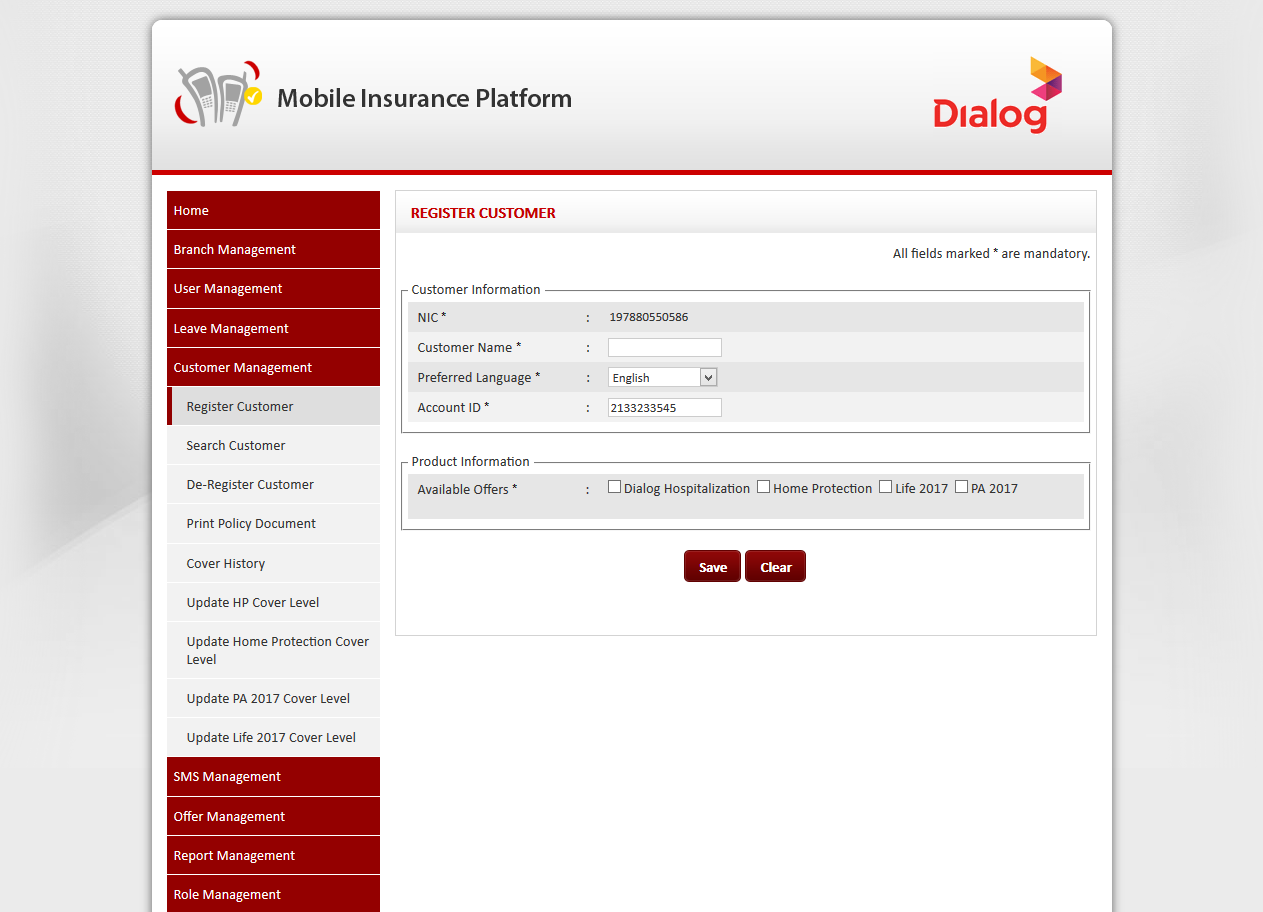 Mobile Insurance Platform
Dialog
Home
Branch Management
User Management
Leave Management
Customer Management
Register Customer
Search Customer
De-Register Customer
Print Policy Document
Cover History
Update HP Cover Level
Update Home Protection Cover
Level
Update PA 2017 Cover Level
Update Life 2017 Cover Level
SMS Management
Offer Management
Report Management
Role Management
REGISTER CUSTOMER
All fields marked * are mandatory.
Customer Information
NIC * : 197880550586
Customer Name * :
Preferred Language * : English
Account ID * : 2133233545
Product Information
Available Offers * : Dialog Hospitalization Home Protection Life 2017 PA 2017
Save Clear